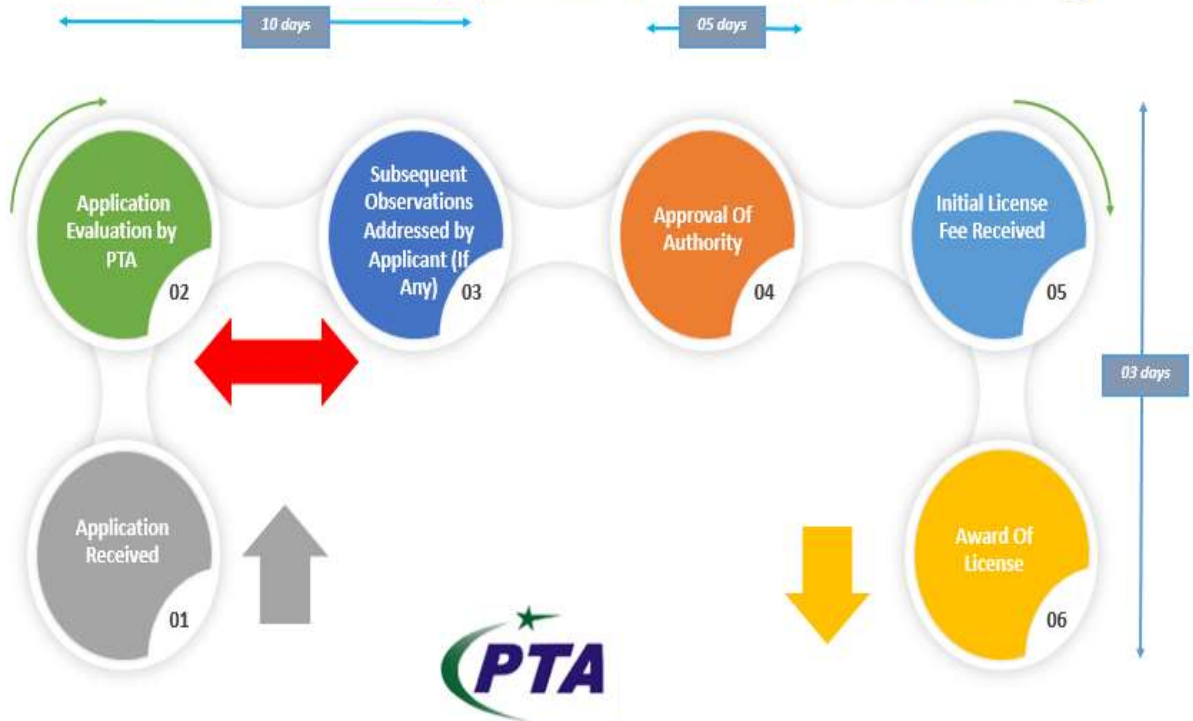 10 days
05 days
Application
Evaluation by
PTA
02
Subsequent
Observations
Addressed by
Applicant (If
Any)
03
Approval Of
Authority
04
Initial License
Fee Received
05
03 days
Application
Received
01
Award Of
License
06
PTA